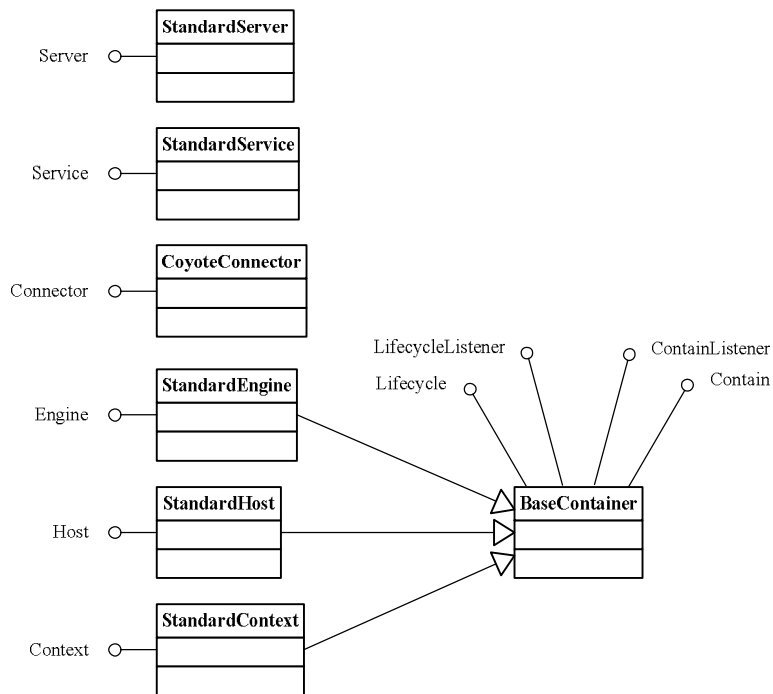 StandardServer
Server
StandardService
Service
CoyoteConnector
Connector
LifecycleListener
ContainListener
Lifecycle
Contain
StandardEngine
Engine
StandardHost
BaseContainer
Host
StandardContext
Context